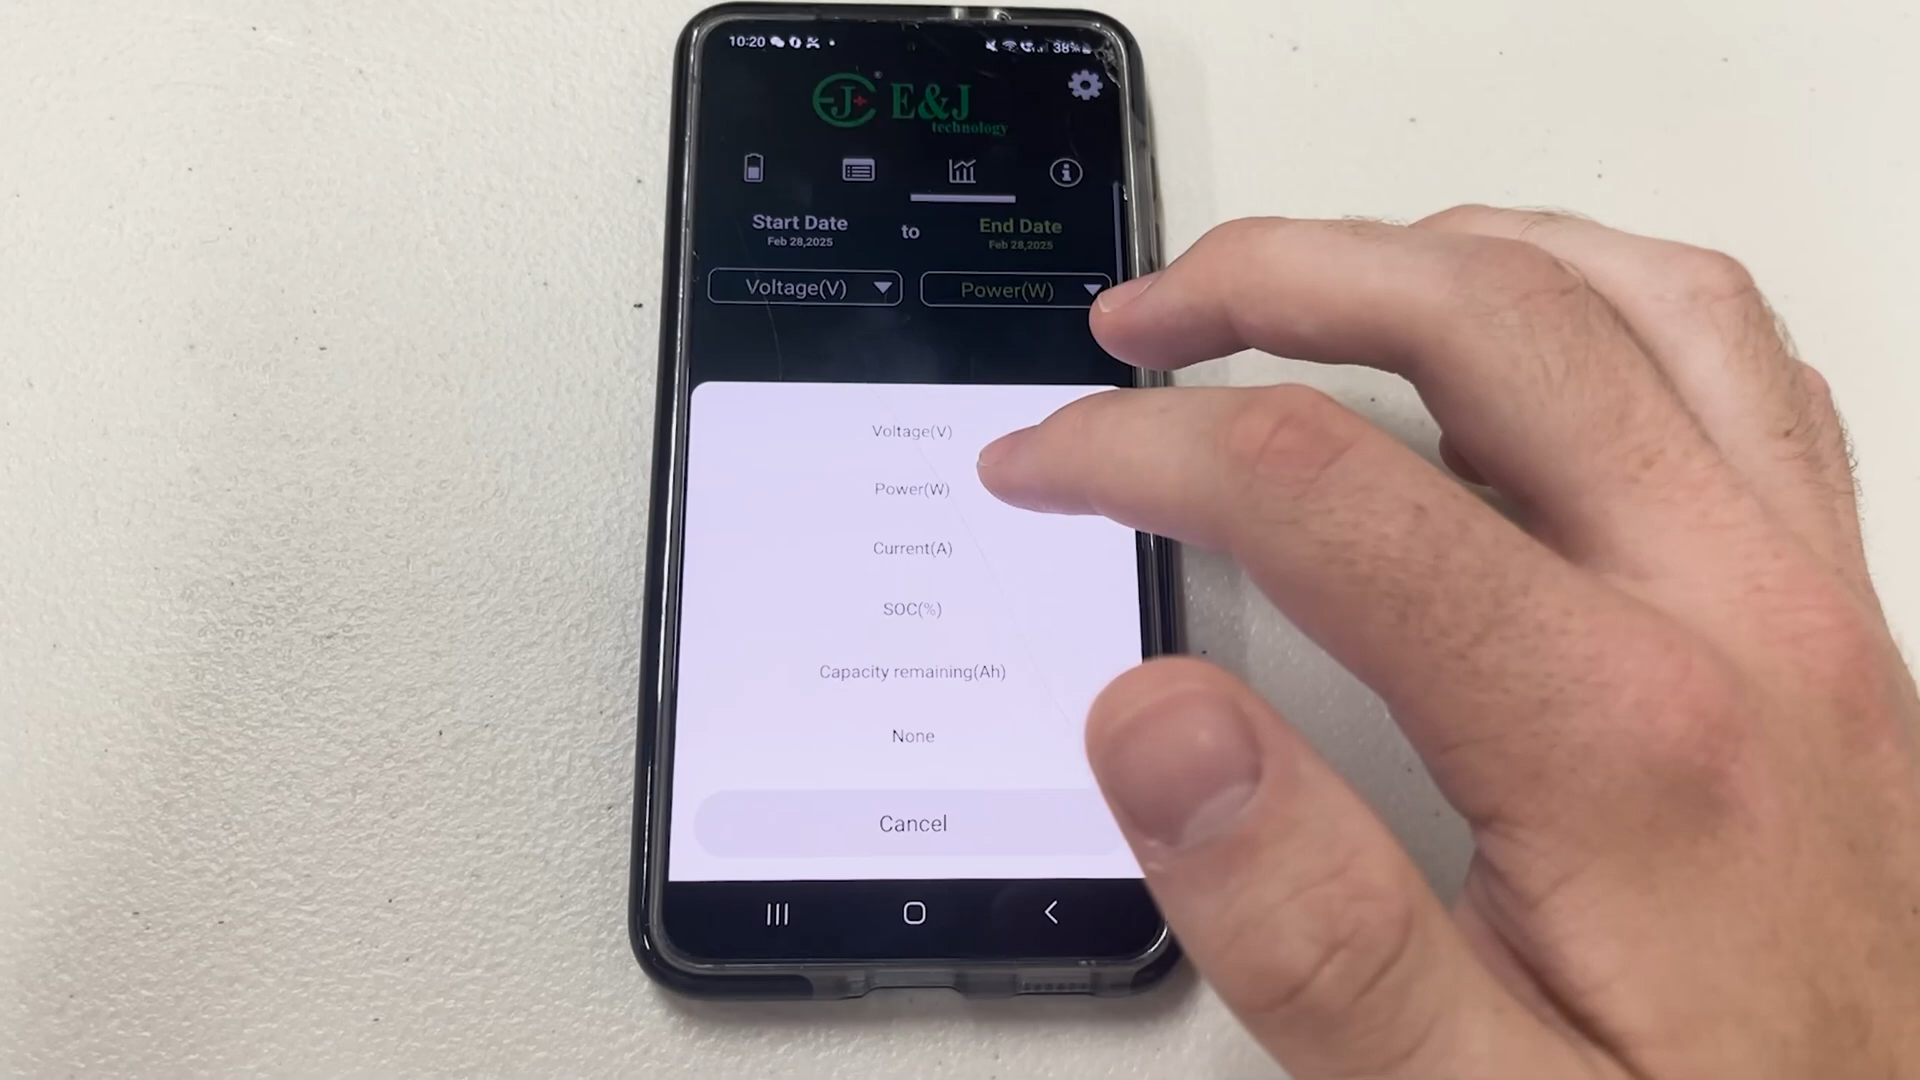 10:20
38%
EJ+® E&J
technology
Start Date
to
End Date
Feb 28,2025
Feb 28,2025
Voltage(V)
Power(W)
Voltage(V)
Power(W)
Current(A)
SOC(%)
Capacity remaining(Ah)
None
Cancel